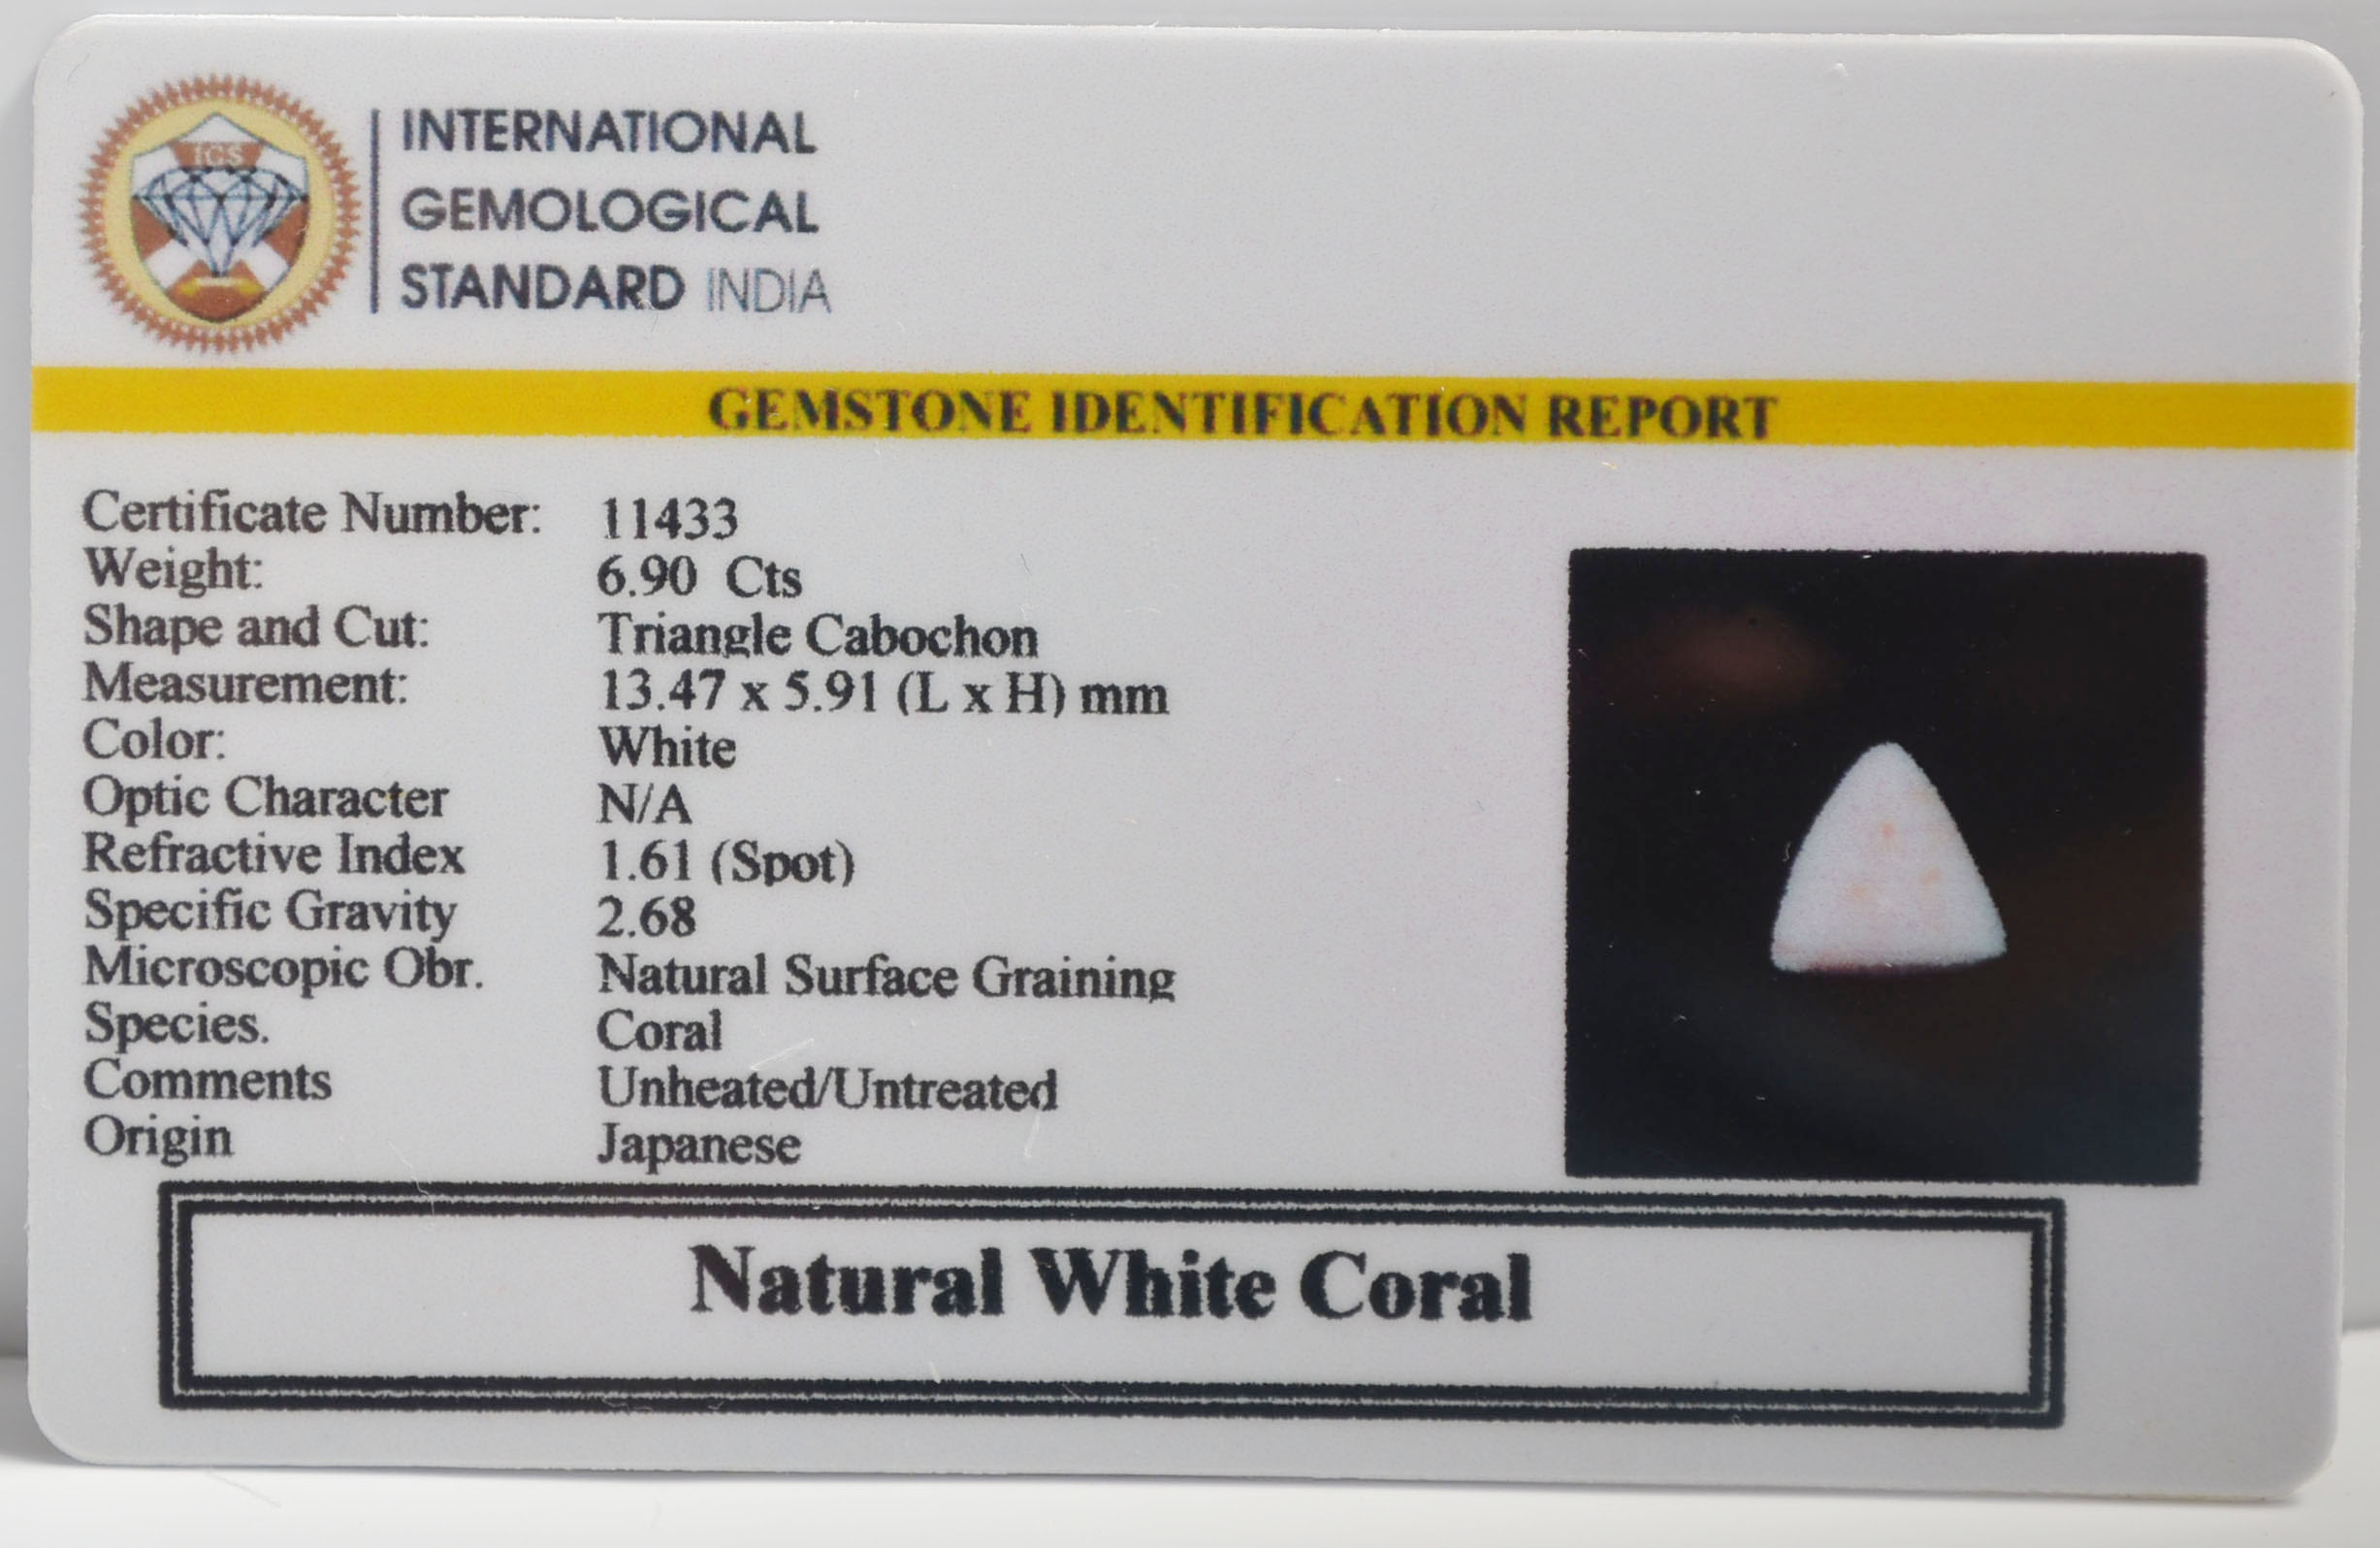 IGS
INTERNATIONAL
GEMOLOGICAL
STANDARD INDIA
GEMSTONE IDENTIFICATION REPORT
Certificate Number: 11433
Weight: 6.90 Cts
Shape and Cut: Triangle Cabochon
Measurement: 13.47 x 5.91 (L x H) mm
Color: White
Optic Character N/A
Refractive Index 1.61 (Spot)
Specific Gravity 2.68
Microscopic Obr. Natural Surface Graining
Species. Coral
Comments Unheated/Untreated
Origin Japanese
Natural White Coral